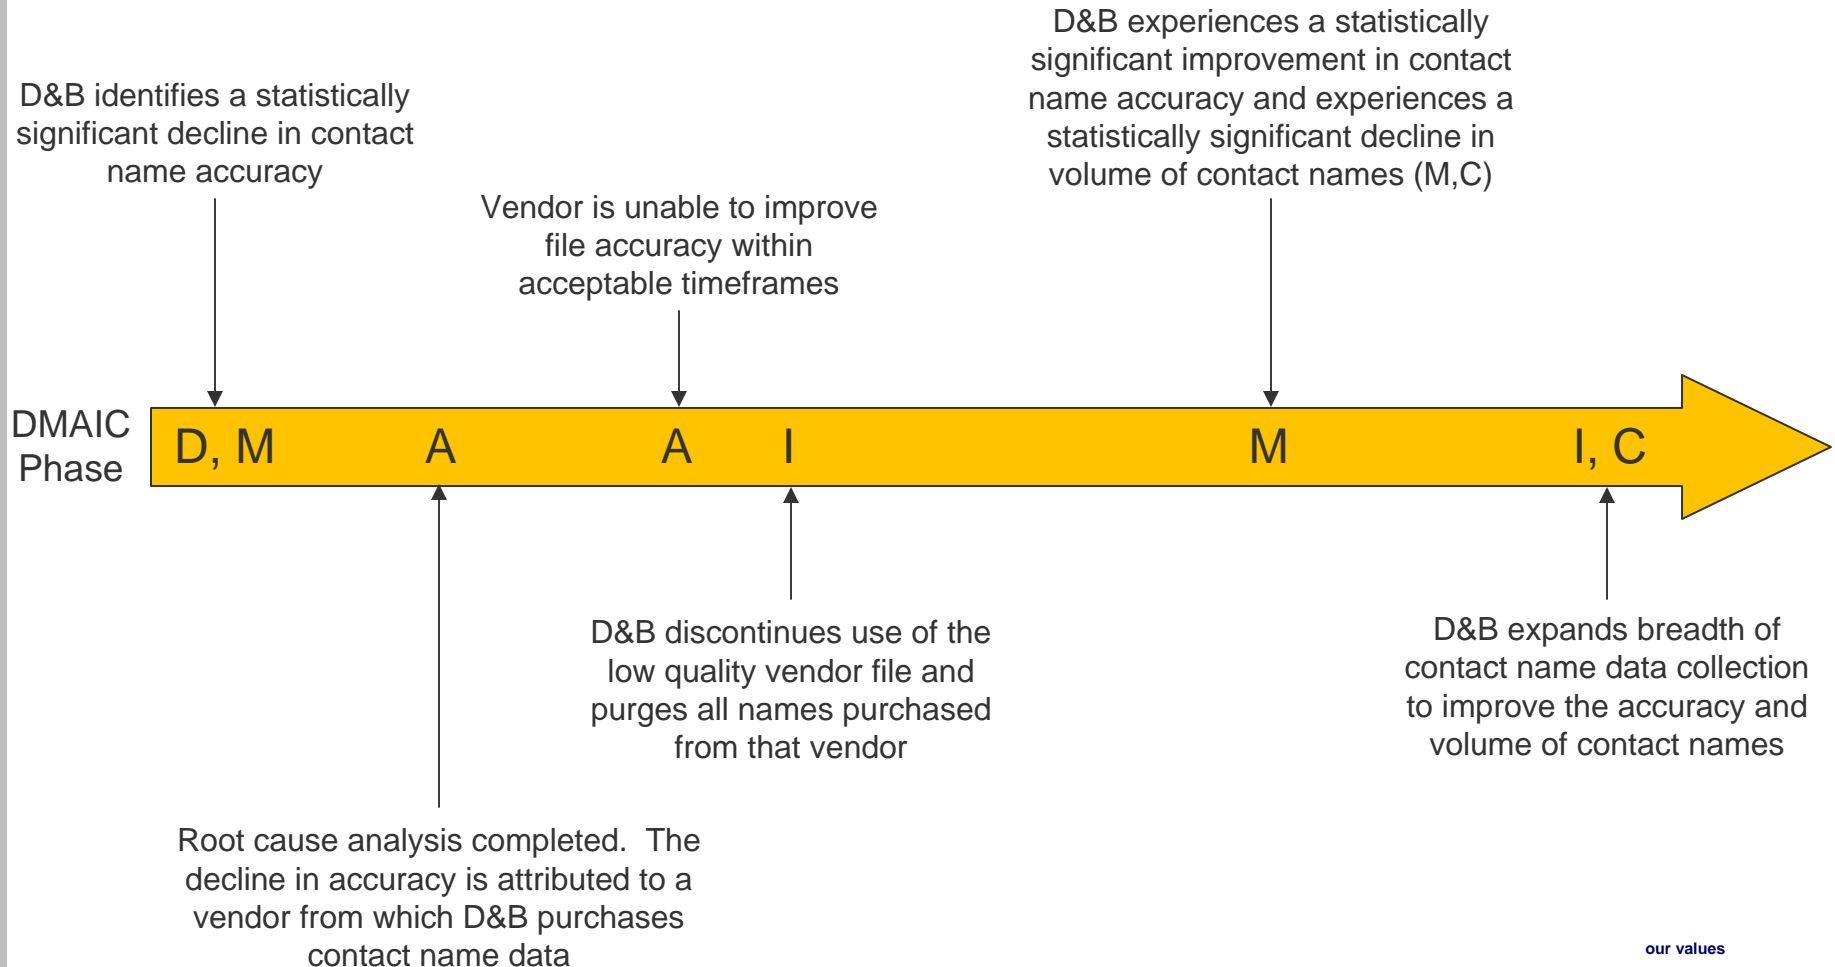 D&B identifies a statistically
significant decline in contact
name accuracy
Vendor is unable to improve
file accuracy within
acceptable timeframes
D&B experiences a statistically
significant improvement in contact
name accuracy and experiences a
statistically significant decline in
volume of contact names (M,C)
DMAIC
Phase
D, M
A
A
I
M
I, C
Root cause analysis completed.  The
decline in accuracy is attributed to a
vendor from which D&B purchases
contact name data
D&B discontinues use of the
low quality vendor file and
purges all names purchased
from that vendor
D&B expands breadth of
contact name data collection
to improve the accuracy and
volume of contact names
our values